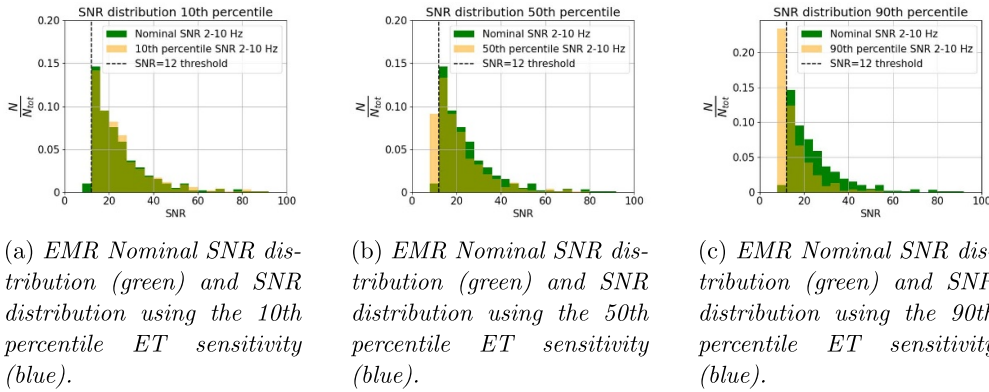 SNR distribution 10th percentile
0.20
0.15
0.10
0.05
0
N
N_tot
Nominal SNR 2-10 Hz
10th percentile SNR 2-10 Hz
SNR=12 threshold
0 20 40 60 80 100
SNR
(a) EMR Nominal SNR dis-
tribution (green) and SNR
distribution using the 10th
percentile ET sensitivity
(blue).
SNR distribution 50th percentile
0.20
0.15
0.10
0.05
0
N
N_tot
Nominal SNR 2-10 Hz
50th percentile SNR 2-10 Hz
SNR=12 threshold
0 20 40 60 80 100
SNR
(b) EMR Nominal SNR dis-
tribution (green) and SNR
distribution using the 50th
percentile ET sensitivity
(blue).
SNR distribution 90th percentile
0.20
0.15
0.10
0.05
0
N
N_tot
Nominal SNR 2-10 Hz
90th percentile SNR 2-10 Hz
SNR=12 threshold
0 20 40 60 80 100
SNR
(c) EMR Nominal SNR dis
tribution (green) and SNR
distribution using the 90th
percentile ET sensitivity
(blue).